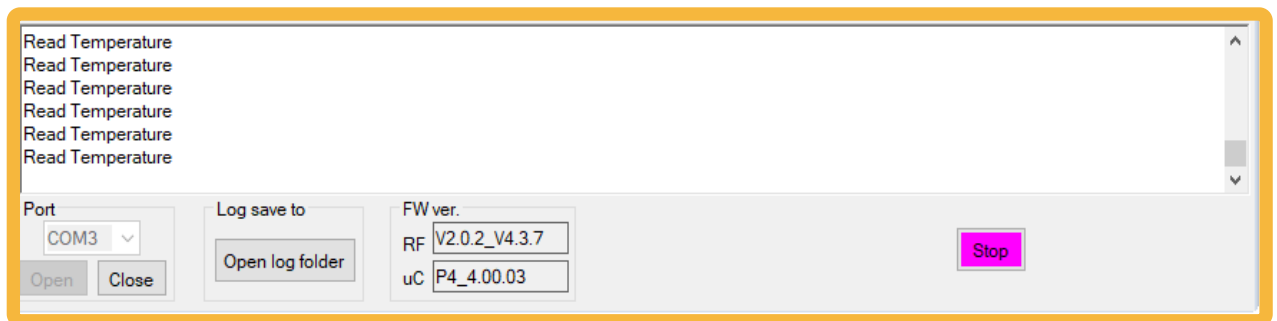 Read Temperature
Read Temperature
Read Temperature
Read Temperature
Read Temperature
Read Temperature
Port
COM3
Open
Close
Log save to
Open log folder
FW ver.
RF V2.0.2_V4.3.7
uC P4_4.00.03
Stop